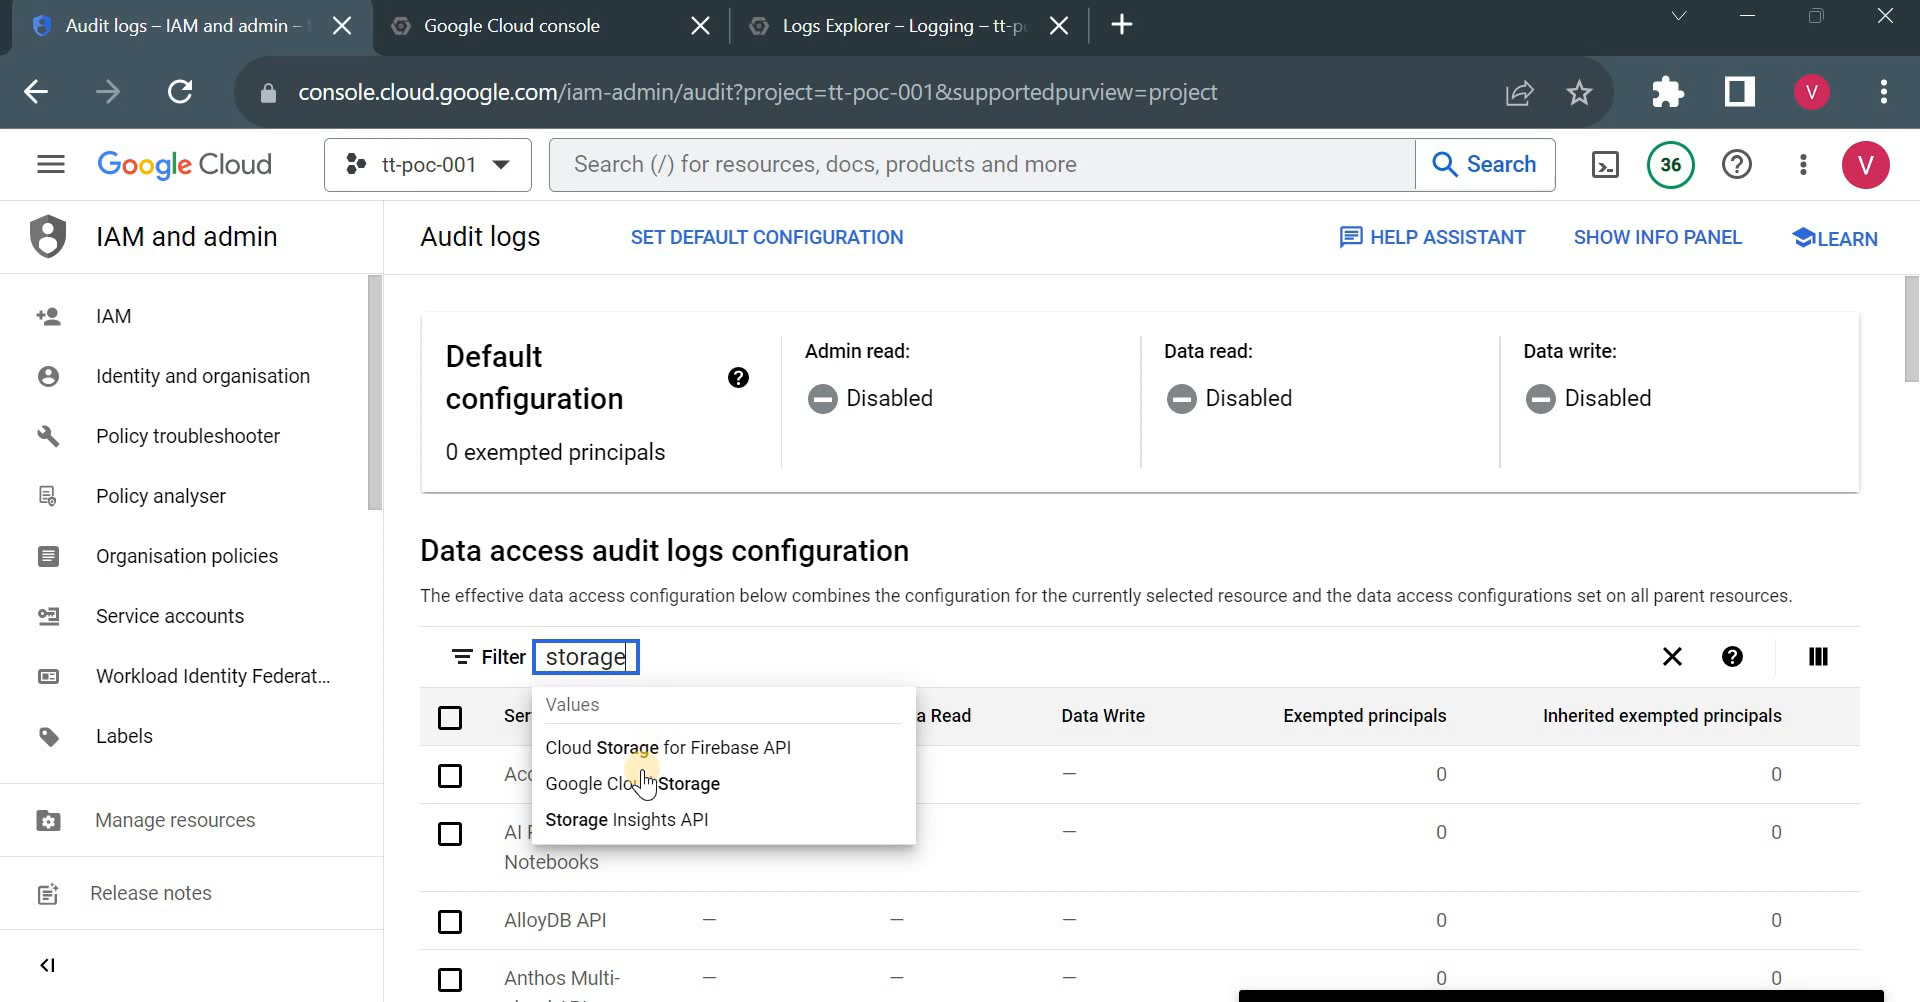 Audit logs – IAM and admin –
Google Cloud console
Logs Explorer – Logging – tt-p
console.cloud.google.com/iam-admin/audit?project=tt-poc-001&supportedpurview=project
V
Google Cloud
tt-poc-001
Search (/) for resources, docs, products and more
Search
36
V
IAM and admin
Audit logs
SET DEFAULT CONFIGURATION
HELP ASSISTANT
SHOW INFO PANEL
LEARN
IAM
Identity and organisation
Policy troubleshooter
Policy analyser
Organisation policies
Service accounts
Workload Identity Federat...
Labels
Manage resources
Release notes
Default
configuration
0 exempted principals
Admin read:
Disabled
Data read:
Disabled
Data write:
Disabled
Data access audit logs configuration
The effective data access configuration below combines the configuration for the currently selected resource and the data access configurations set on all parent resources.
Filter storage
Values
Cloud Storage for Firebase API
Google Storage
Storage Insights API
Ser a Read Data Write Exempted principals Inherited exempted principals
Acc – 0 0
AI – 0 0
Notebooks
AlloyDB API – – – 0 0
Anthos Multi- – – – 0 0